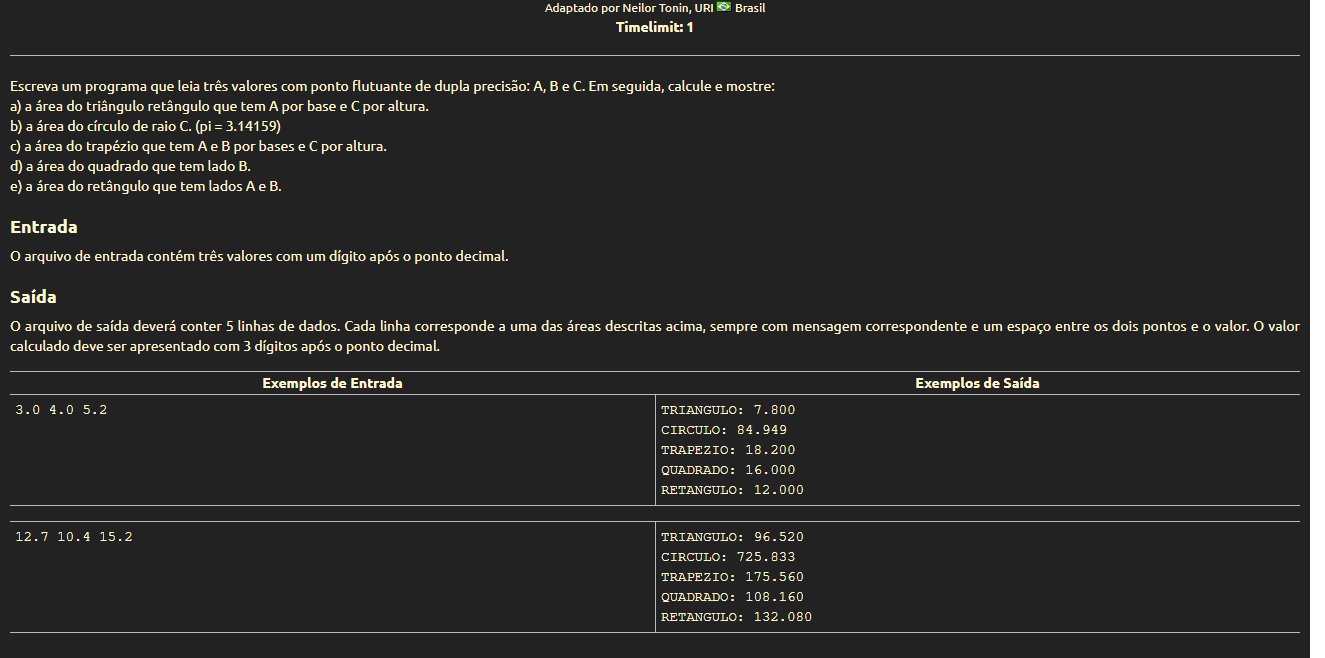 Adaptado por Neilor Tonin, URI 🇧🇷 Brasil
Timelimit: 1
Escreva um programa que leia três valores com ponto flutuante de dupla precisão: A, B e C. Em seguida, calcule e mostre:
a) a área do triângulo retângulo que tem A por base e C por altura.
b) a área do círculo de raio C. (pi = 3.14159)
c) a área do trapézio que tem A e B por bases e C por altura.
d) a área do quadrado que tem lado B.
e) a área do retângulo que tem lados A e B.
Entrada
O arquivo de entrada contém três valores com um dígito após o ponto decimal.
Saída
O arquivo de saída deverá conter 5 linhas de dados. Cada linha corresponde a uma das áreas descritas acima, sempre com mensagem correspondente e um espaço entre os dois pontos e o valor. O valor
calculado deve ser apresentado com 3 dígitos após o ponto decimal.
Exemplos de Entrada
Exemplos de Saída
3.0 4.0 5.2
TRIANGULO: 7.800
CIRCULO: 84.949
TRAPEZIO: 18.200
QUADRADO: 16.000
RETANGULO: 12.000
12.7 10.4 15.2
TRIANGULO: 96.520
CIRCULO: 725.833
TRAPEZIO: 175.560
QUADRADO: 108.160
RETANGULO: 132.080